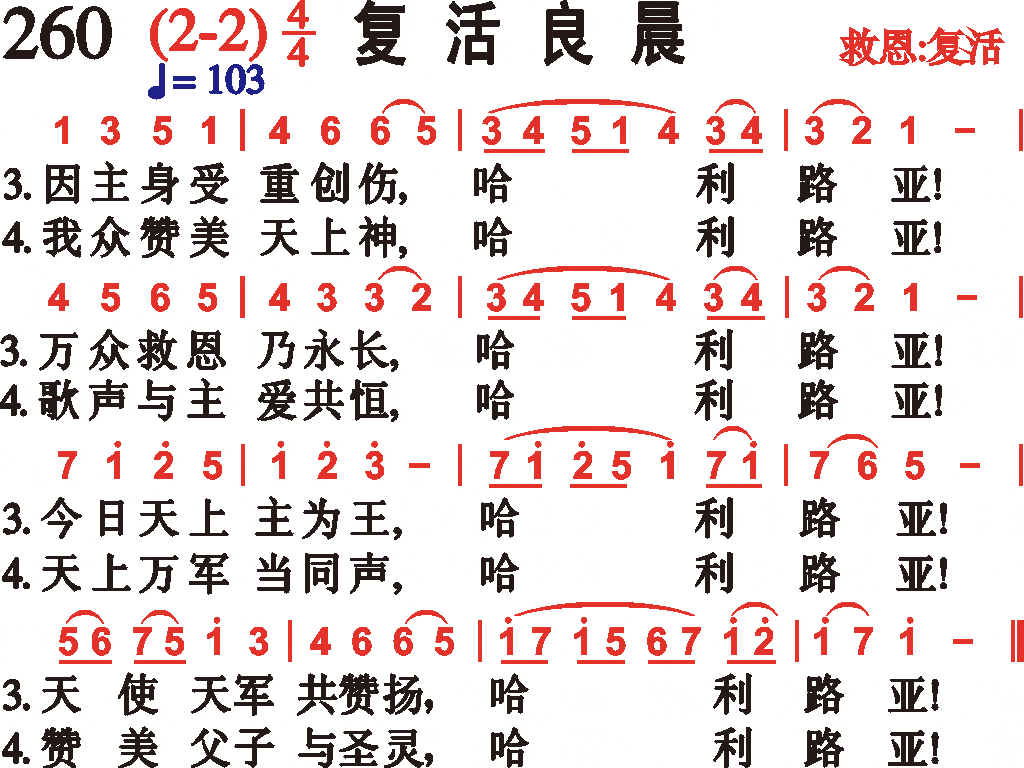 260 (2-2) 4/4 复活良晨 救恩:复活
♩= 103
1 3 5 1 | 4 6 6 5 | 3 4 5 1 4 3 4 | 3 2 1 – |
3. 因主身受 重创伤, 哈 利 路 亚!
4. 我众赞美 天上神, 哈 利 路 亚!
4 5 6 5 | 4 3 3 2 | 3 4 5 1 4 3 4 | 3 2 1 – |
3. 万众救恩 乃永长, 哈 利 路 亚!
4. 歌声与主 爱共恒, 哈 利 路 亚!
7 1̇ 2̇ 5 | 1̇ 2̇ 3̇ – | 7 1̇ 2̇ 5 1̇ 7 1̇ | 7 6 5 – |
3. 今日天上 主为王, 哈 利 路 亚!
4. 天上万军 当同声, 哈 利 路 亚!
5 6 7 5 1̇ 3 | 4 6 6 5 | 1̇ 7 1̇ 5 6 7 1̇ 2̇ | 1̇ 7 1̇ – ‖
3. 天 使 天军 共赞扬, 哈 利 路 亚!
4. 赞 美 父子 与圣灵, 哈 利 路 亚!